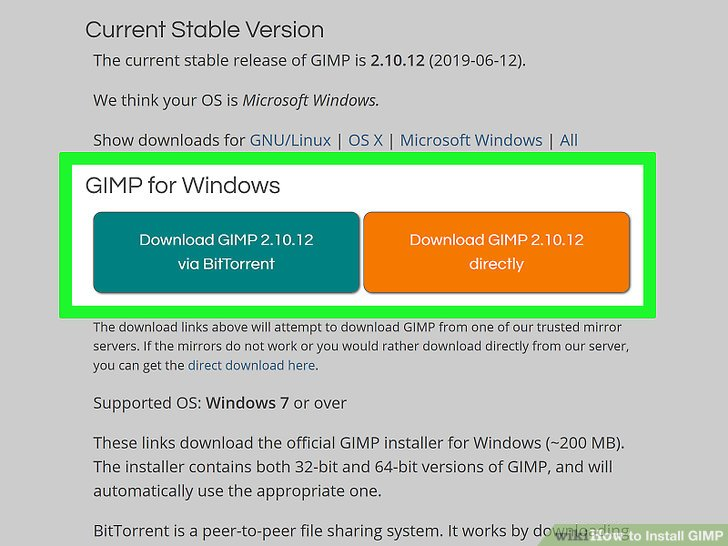 Current Stable Version
The current stable release of GIMP is 2.10.12 (2019-06-12).
We think your OS is Microsoft Windows.
Show downloads for GNU/Linux | OS X | Microsoft Windows | All
GIMP for Windows
Download GIMP 2.10.12
via BitTorrent
Download GIMP 2.10.12
directly
The download links above will attempt to download GIMP from one of our trusted mirror
servers. If the mirrors do not work or you would rather download directly from our server,
you can get the direct download here.
Supported OS: Windows 7 or over
These links download the official GIMP installer for Windows (~200 MB).
The installer contains both 32-bit and 64-bit versions of GIMP, and will
automatically use the appropriate one.
BitTorrent is a peer-to-peer file sharing system. It works by downloading
wikiHow to Install GIMP